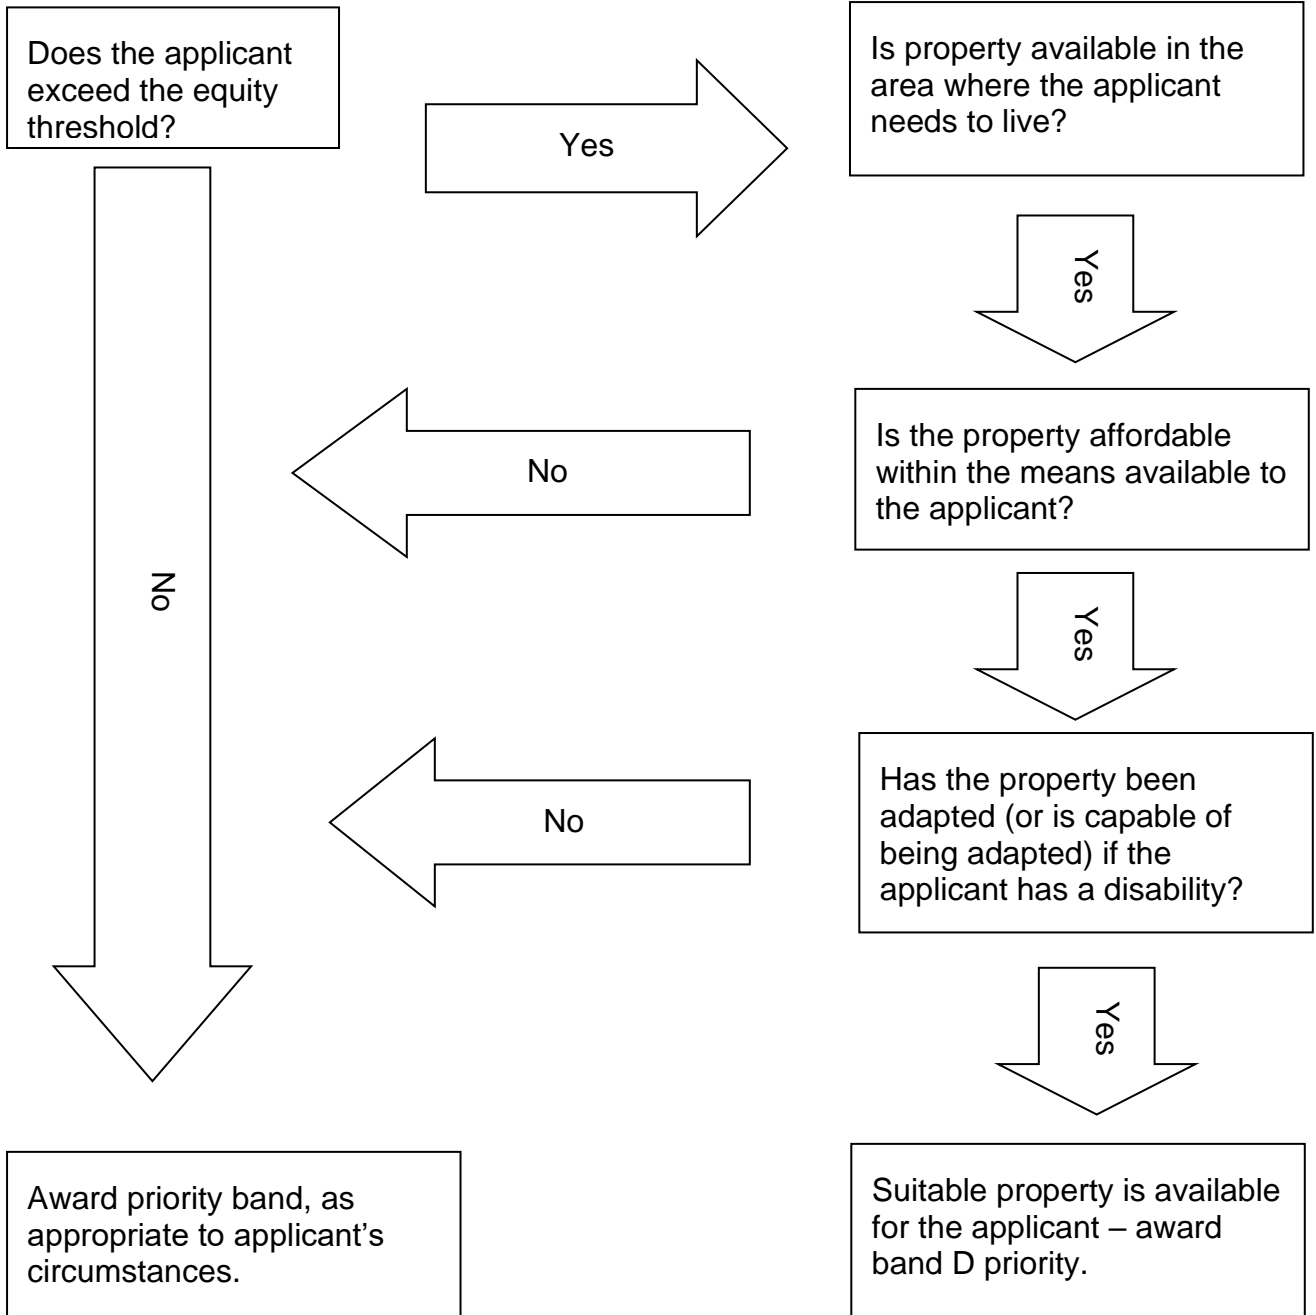 Does the applicant
exceed the equity
threshold?
Yes
Is property available in the
area where the applicant
needs to live?
Yes
No
Is the property affordable
within the means available to
the applicant?
No
Yes
No
Has the property been
adapted (or is capable of
being adapted) if the
applicant has a disability?
Yes
Award priority band, as
appropriate to applicant’s
circumstances.
Suitable property is available
for the applicant – award
band D priority.